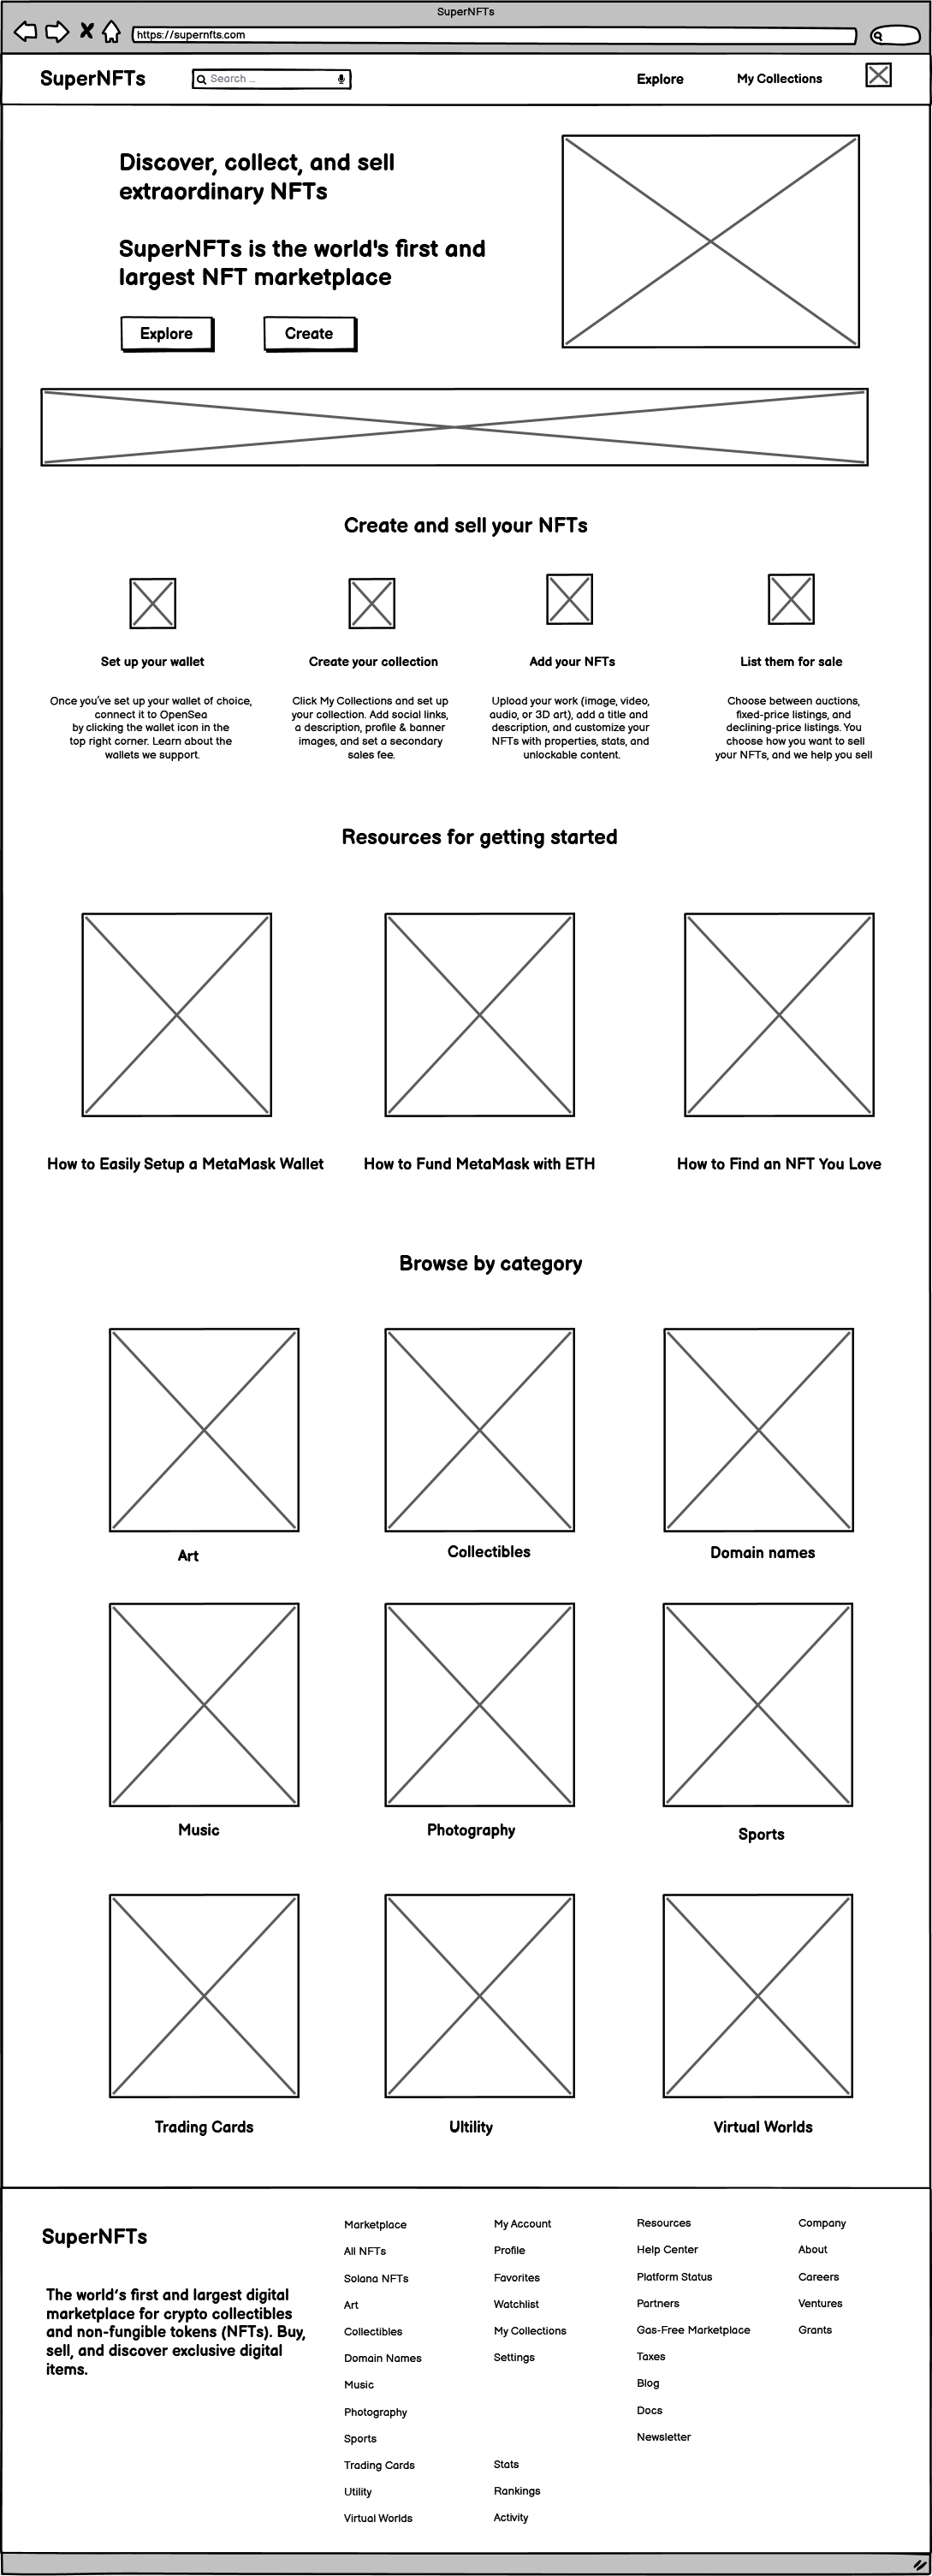 SuperNFTs
https://supernfts.com
SuperNFTs
Search ...
Explore
My Collections
Discover, collect, and sell
extraordinary NFTs
SuperNFTs is the world's first and
largest NFT marketplace
Explore
Create
Create and sell your NFTs
Set up your wallet
Once you've set up your wallet of choice,
connect it to OpenSea
by clicking the wallet icon in the
top right corner. Learn about the
wallets we support.
Create your collection
Click My Collections and set up
your collection. Add social links,
a description, profile & banner
images, and set a secondary
sales fee.
Add your NFTs
Upload your work (image, video,
audio, or 3D art), add a title and
description, and customize your
NFTs with properties, stats, and
unlockable content.
List them for sale
Choose between auctions,
fixed-price listings, and
declining-price listings. You
choose how you want to sell
your NFTs, and we help you sell
Resources for getting started
How to Easily Setup a MetaMask Wallet
How to Fund MetaMask with ETH
How to Find an NFT You Love
Browse by category
Art
Collectibles
Domain names
Music
Photography
Sports
Trading Cards
Ultility
Virtual Worlds
SuperNFTs
The world's first and largest digital
marketplace for crypto collectibles
and non-fungible tokens (NFTs). Buy,
sell, and discover exclusive digital
items.
Marketplace
All NFTs
Solana NFTs
Art
Collectibles
Domain Names
Music
Photography
Sports
Trading Cards
Utility
Virtual Worlds
My Account
Profile
Favorites
Watchlist
My Collections
Settings
Stats
Rankings
Activity
Resources
Help Center
Platform Status
Partners
Gas-Free Marketplace
Taxes
Blog
Docs
Newsletter
Company
About
Careers
Ventures
Grants